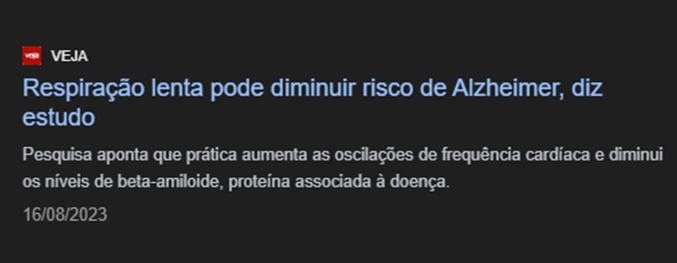 veja VEJA
Respiração lenta pode diminuir risco de Alzheimer, diz
estudo
Pesquisa aponta que prática aumenta as oscilações de frequência cardíaca e diminui
os níveis de beta-amiloide, proteína associada à doença.
16/08/2023